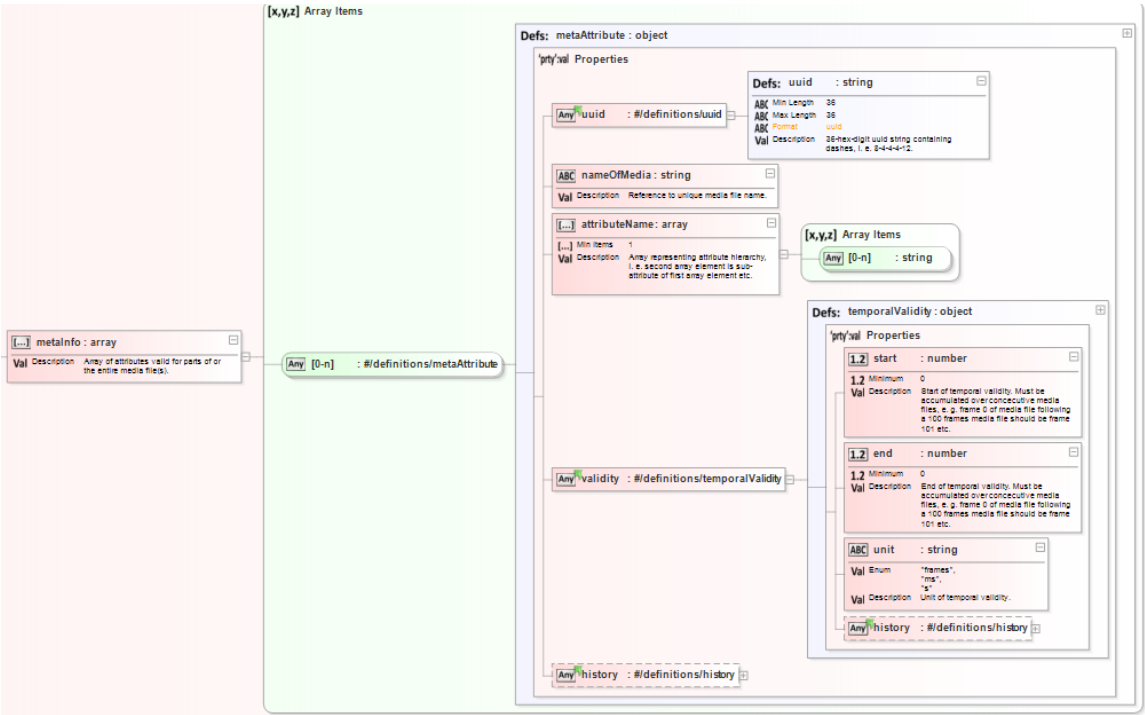 [x,y,z] Array Items
Defs: metaAttribute : object
'prty':val Properties
Defs: uuid : string
ABC Min Length 36
ABC Max Length 36
ABC Format uuid
Val Description 36-hex-digit uuid string containing
dashes, i. e. 8-4-4-4-12.
Any uuid : #/definitions/uuid
ABC nameOfMedia : string
Val Description Reference to unique media file name.
[...] attributeName : array
[...] Min Items 1
Val Description Array representing attribute hierarchy,
i. e. second array element is sub-
attribute of first array element etc.
[x,y,z] Array Items
Any [0-n] : string
[...] metaInfo : array
Val Description Array of attributes valid for parts of or
the entire media file(s).
Any [0-n] : #/definitions/metaAttribute
Defs: temporalValidity : object
'prty':val Properties
1.2 start : number
1.2 Minimum 0
Val Description Start of temporal validity. Must be
accumulated over concecutive media
files, e. g. frame 0 of media file following
a 100 frames media file should be frame
101 etc.
1.2 end : number
1.2 Minimum 0
Val Description End of temporal validity. Must be
accumulated over concecutive media
files, e. g. frame 0 of media file following
a 100 frames media file should be frame
101 etc.
Any validity : #/definitions/temporalValidity
ABC unit : string
Val Enum "frames",
"ms",
"s"
Val Description Unit of temporal validity.
Any history : #/definitions/history
Any history : #/definitions/history